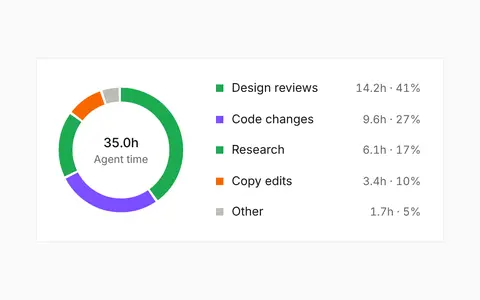 35.0h
Agent time
Design reviews 14.2h · 41%
Code changes 9.6h · 27%
Research 6.1h · 17%
Copy edits 3.4h · 10%
Other 1.7h · 5%